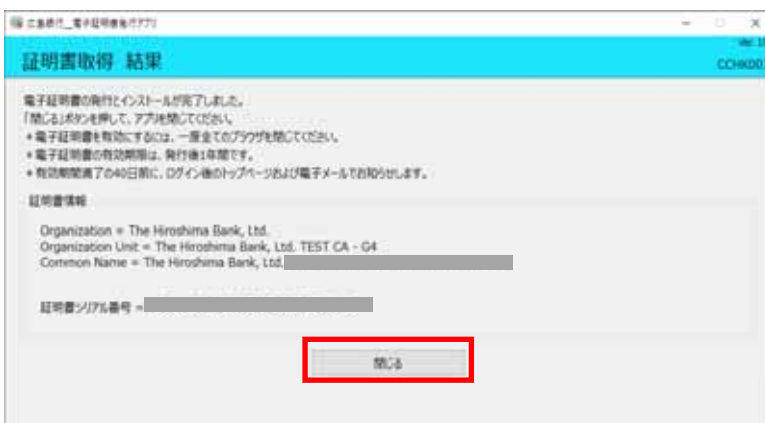 広島銀行_電子証明書発行アプリ
証明書取得 結果
電子証明書の発行とインストールが完了しました。
「閉じる」ボタンを押して、アプリを閉じてください。
*電子証明書を有効にするには、一度全てのブラウザを閉じてください。
*電子証明書の有効期限は、発行後1年間です。
*有効期間満了の40日前に、ログイン後のトップページおよび電子メールでお知らせします。
証明書情報
Organization = The Hiroshima Bank, Ltd.
Organization Unit = The Hiroshima Bank, Ltd. TEST CA - G4
Common Name = The Hiroshima Bank, Ltd.
証明書シリアル番号 =
閉じる